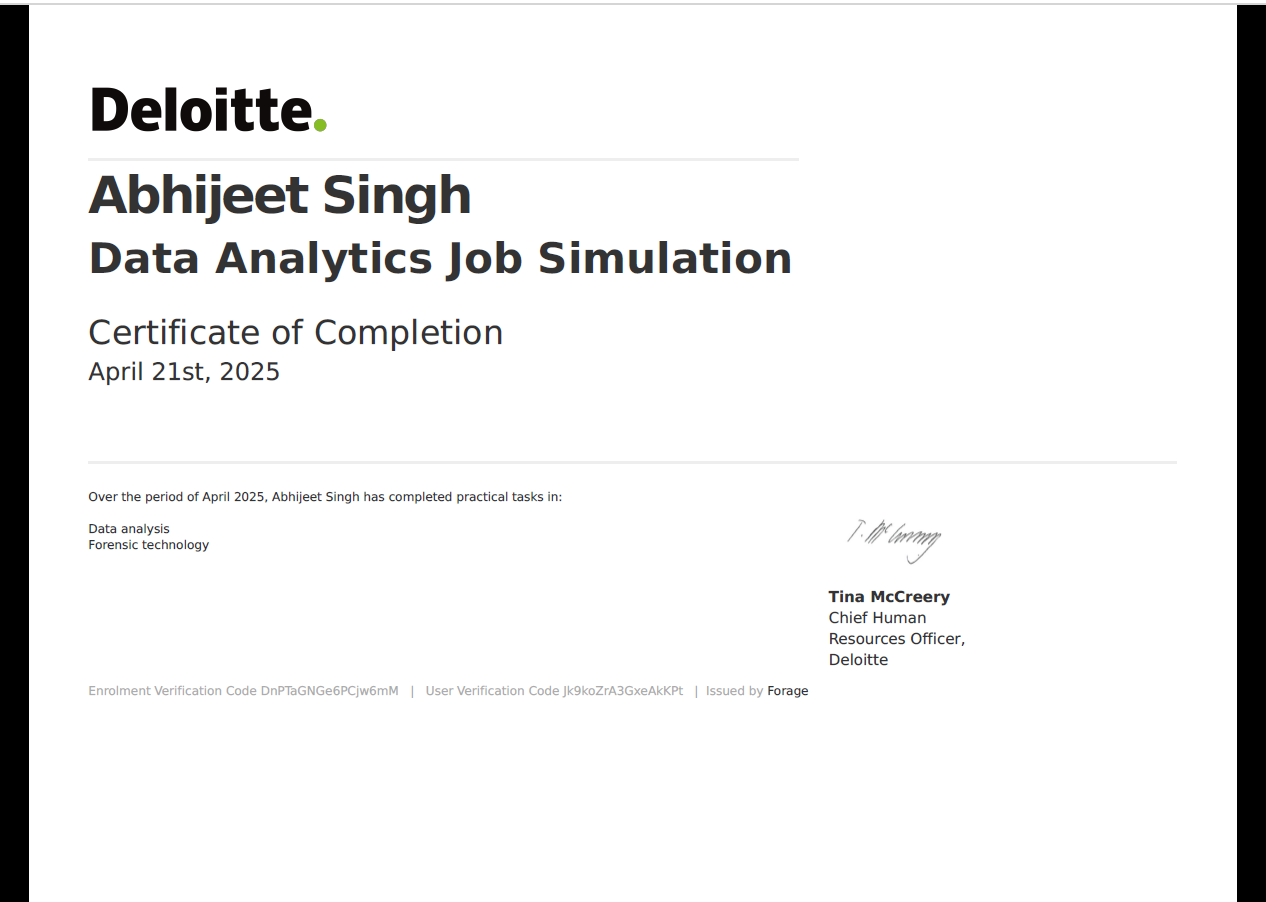 Deloitte.
Abhijeet Singh
Data Analytics Job Simulation
Certificate of Completion
April 21st, 2025
Over the period of April 2025, Abhijeet Singh has completed practical tasks in:
Data analysis
Forensic technology
T. McCreery
Tina McCreery
Chief Human
Resources Officer,
Deloitte
Enrolment Verification Code DnPTaGNGe6PCjw6mM | User Verification Code Jk9koZrA3GxeAkKPt | Issued by Forage